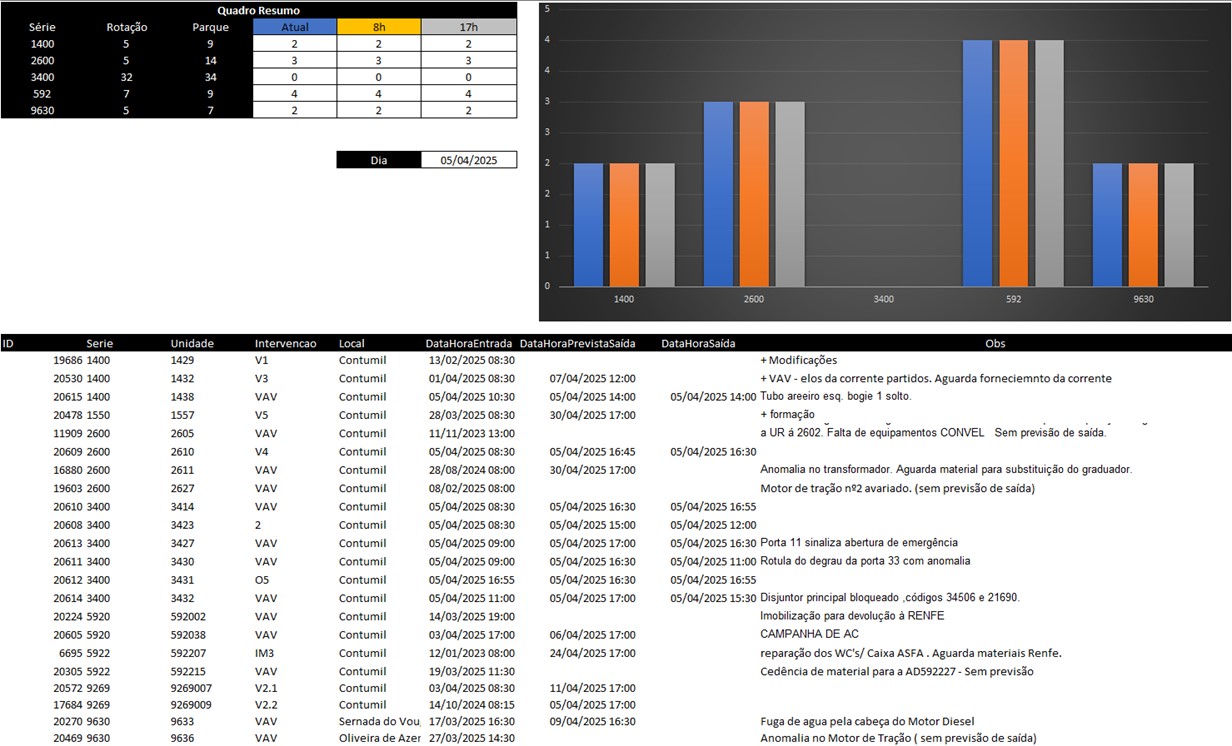 Quadro Resumo
Série Rotação Parque Atual 8h 17h
1400 5 9 2 2 2
2600 5 14 3 3 3
3400 32 34 0 0 0
592 7 9 4 4 4
9630 5 7 2 2 2
Dia 05/04/2025
5
4
4
3
3
2
2
1
1
0
1400 2600 3400 592 9630
ID Serie Unidade Intervencao Local DataHoraEntrada DataHoraPrevistaSaída DataHoraSaída Obs
19686 1400 1429 V1 Contumil 13/02/2025 08:30 + Modificações
20530 1400 1432 V3 Contumil 01/04/2025 08:30 07/04/2025 12:00 + VAV - elos da corrente partidos. Aguarda forneciemnto da corrente
20615 1400 1438 VAV Contumil 05/04/2025 10:30 05/04/2025 14:00 05/04/2025 14:00 Tubo areeiro esq. bogie 1 solto.
20478 1550 1557 V5 Contumil 28/03/2025 08:30 30/04/2025 17:00 + formação
11909 2600 2605 VAV Contumil 11/11/2023 13:00 a UR á 2602. Falta de equipamentos CONVEL Sem previsão de saída.
20609 2600 2610 V4 Contumil 05/04/2025 08:30 05/04/2025 16:45 05/04/2025 16:30
16880 2600 2611 VAV Contumil 28/08/2024 08:00 30/04/2025 17:00 Anomalia no transformador. Aguarda material para substituição do graduador.
19603 2600 2627 VAV Contumil 08/02/2025 08:00 Motor de tração nº2 avariado. (sem previsão de saída)
20610 3400 3414 VAV Contumil 05/04/2025 08:30 05/04/2025 16:30 05/04/2025 16:55
20608 3400 3423 2 Contumil 05/04/2025 08:30 05/04/2025 15:00 05/04/2025 12:00
20613 3400 3427 VAV Contumil 05/04/2025 09:00 05/04/2025 17:00 05/04/2025 16:30 Porta 11 sinaliza abertura de emergência
20611 3400 3430 VAV Contumil 05/04/2025 09:00 05/04/2025 16:30 05/04/2025 11:00 Rotula do degrau da porta 33 com anomalia
20612 3400 3431 O5 Contumil 05/04/2025 16:55 05/04/2025 16:30 05/04/2025 16:55
20614 3400 3432 VAV Contumil 05/04/2025 11:00 05/04/2025 17:00 05/04/2025 15:30 Disjuntor principal bloqueado ,códigos 34506 e 21690.
20224 5920 592002 VAV Contumil 14/03/2025 19:00 Imobilização para devolução à RENFE
20605 5920 592038 VAV Contumil 03/04/2025 17:00 06/04/2025 17:00 CAMPANHA DE AC
6695 5922 592207 IM3 Contumil 12/01/2023 08:00 24/04/2025 17:00 reparação dos WC's/ Caixa ASFA . Aguarda materiais Renfe.
20305 5922 592215 VAV Contumil 19/03/2025 11:30 Cedência de material para a AD592227 - Sem previsão
20572 9269 9269007 V2.1 Contumil 03/04/2025 08:30 11/04/2025 17:00
17684 9269 9269009 V2.2 Contumil 14/10/2024 08:15 05/04/2025 17:00
20270 9630 9633 VAV Sernada do Vou 17/03/2025 16:30 09/04/2025 16:30 Fuga de agua pela cabeça do Motor Diesel
20469 9630 9636 VAV Oliveira de Azer 27/03/2025 14:30 Anomalia no Motor de Tração ( sem previsão de saída)